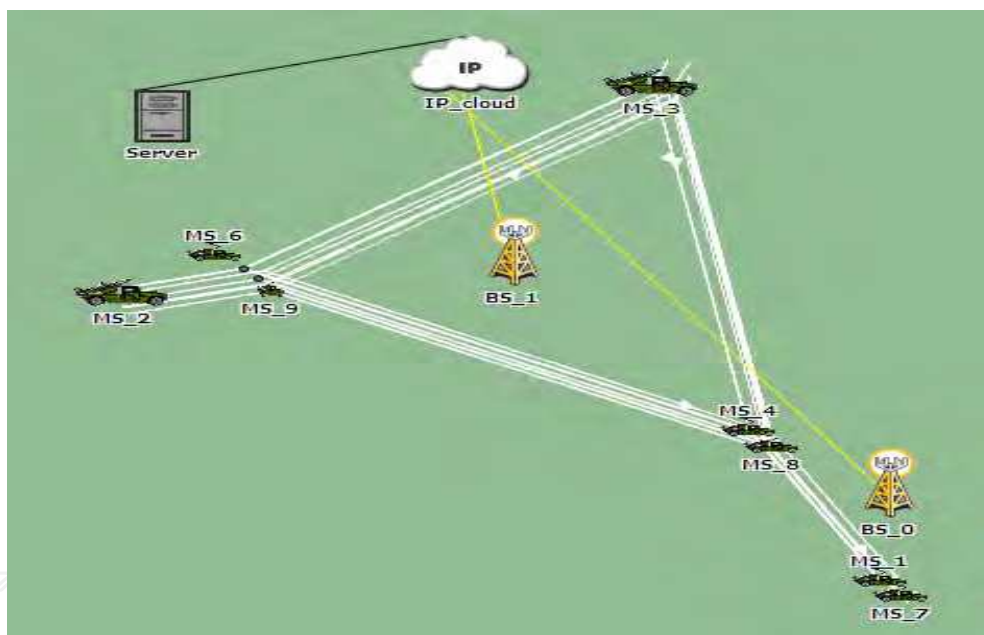 IP
IP_cloud
MS_3
Server
MS_6
BS_1
MS_2
MS_9
MS_4
MS_8
BS_0
MS_1
MS_7